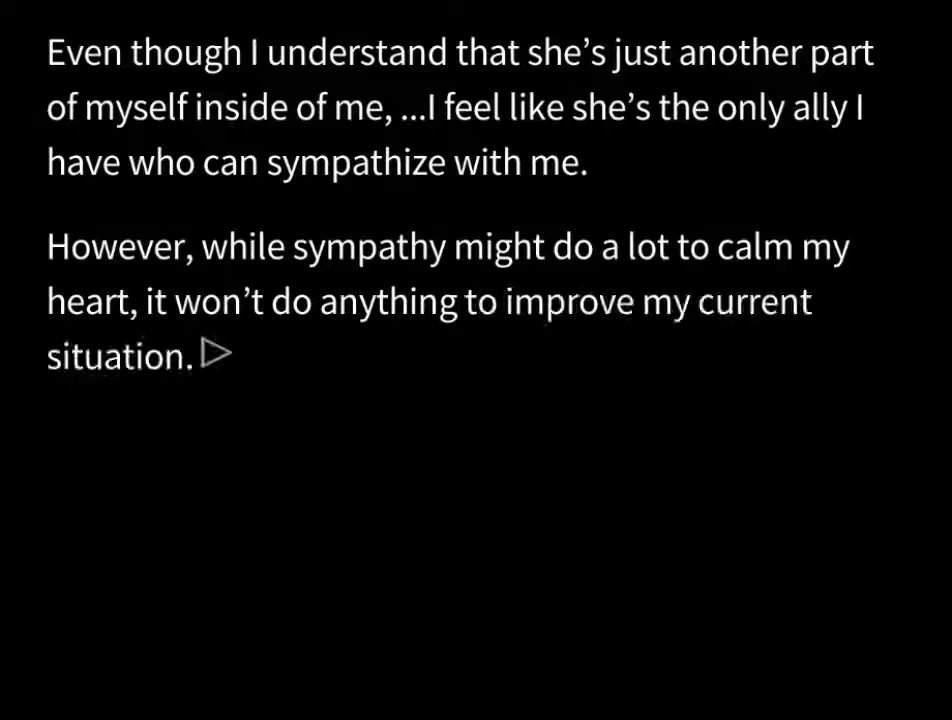 Even though I understand that she’s just another part
of myself inside of me, ...I feel like she’s the only ally I
have who can sympathize with me.
However, while sympathy might do a lot to calm my
heart, it won’t do anything to improve my current
situation.